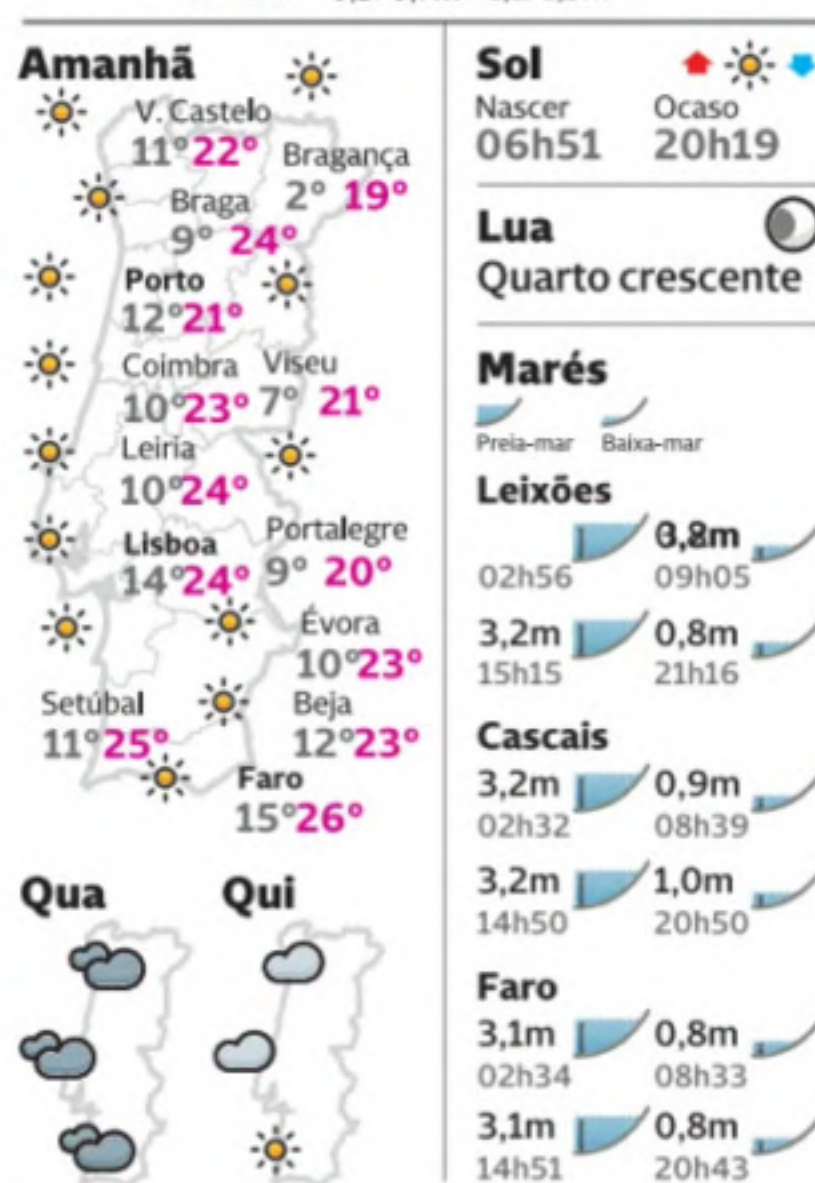 Amanhã
V. Castelo
11° 22°
Bragança
2° 19°
Braga
9° 24°
Porto
12° 21°
Coimbra
10° 23°
Viseu
7° 21°
Leiria
10° 24°
Lisboa
14° 24°
Portalegre
9° 20°
Évora
10° 23°
Setúbal
11° 25°
Beja
12° 23°
Faro
15° 26°
Qua Qui
Sol
Nascer Ocaso
06h51 20h19
Lua
Quarto crescente
Marés
Preia-mar Baixa-mar
Leixões
02h56 09h05
3,2m 0,8m
15h15 21h16
Cascais
3,2m 0,9m
02h32 08h39
3,2m 1,0m
14h50 20h50
Faro
3,1m 0,8m
02h34 08h33
3,1m 0,8m
14h51 20h43